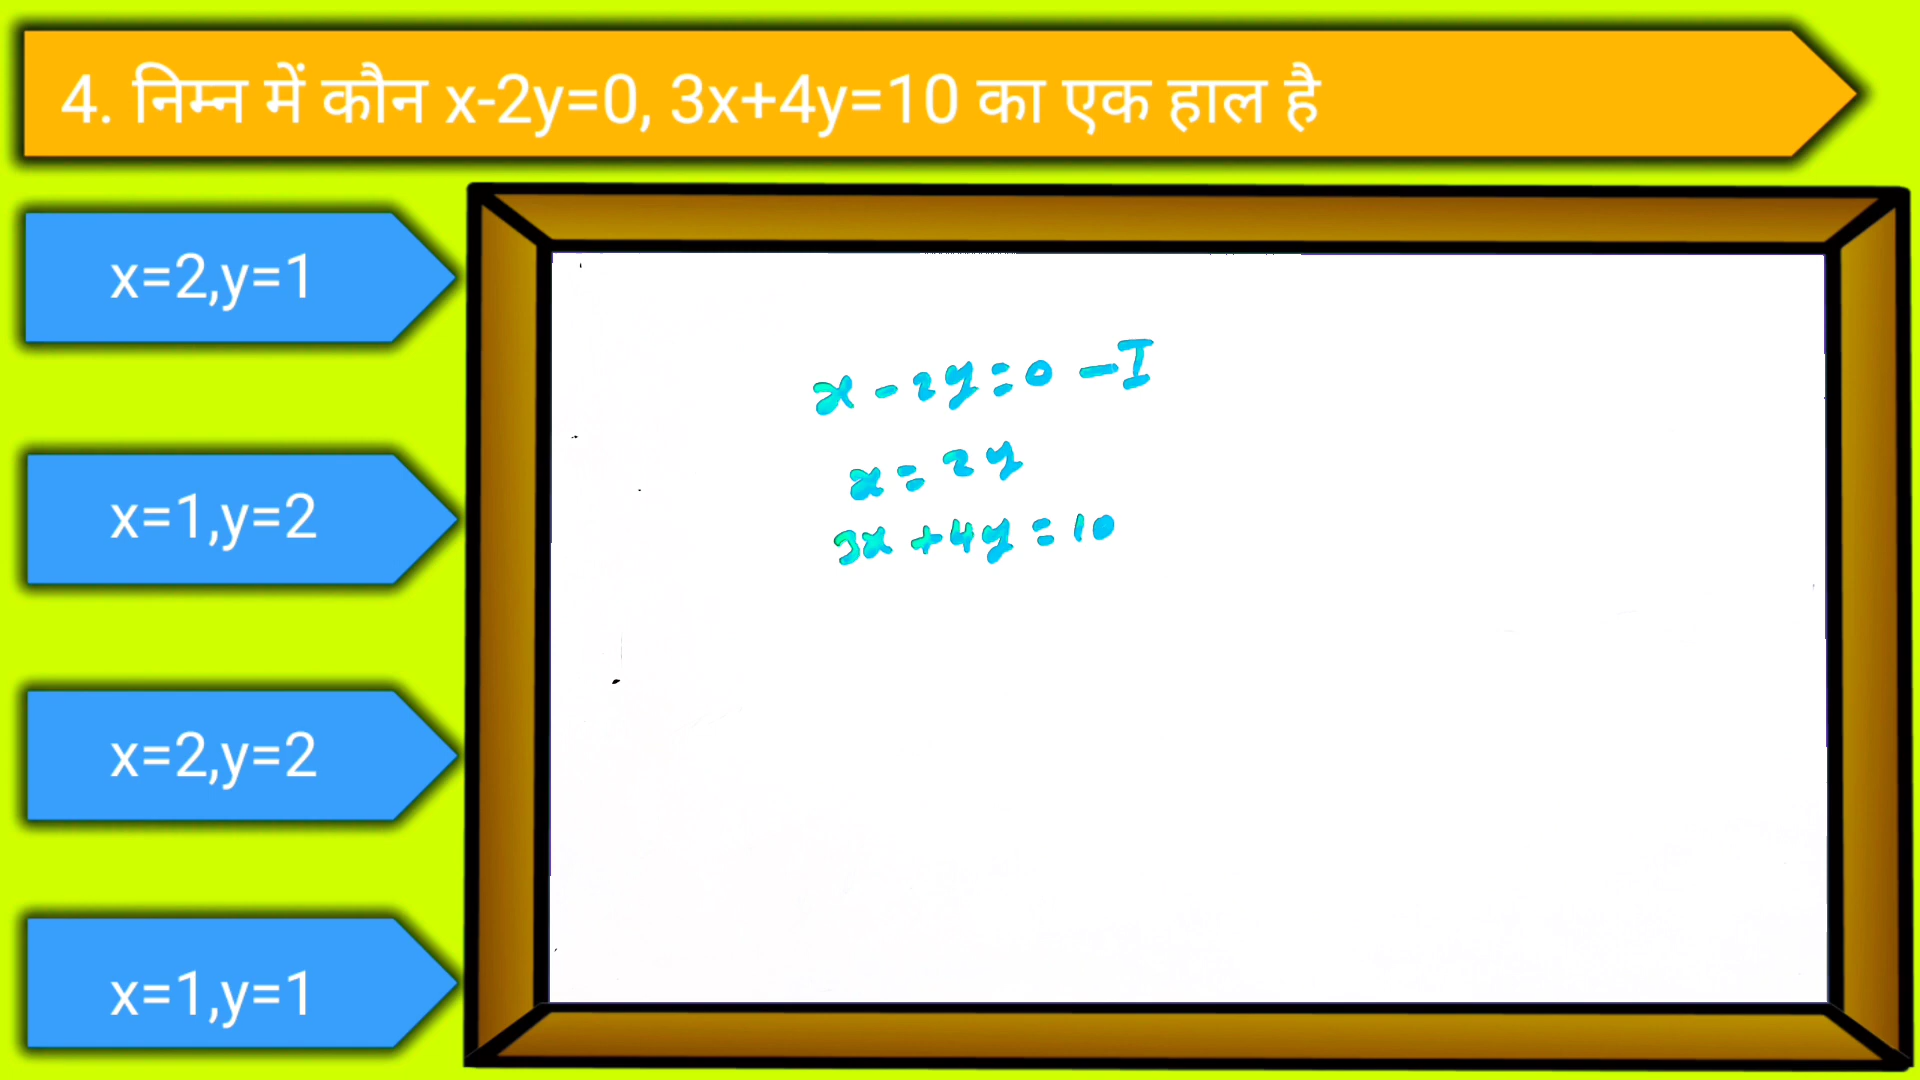 4. निम्न में कौन x-2y=0, 3x+4y=10 का एक हाल है
x=2,y=1
x=1,y=2
x=2,y=2
x=1,y=1
x - 2y = 0 - I
x = 2y
3x + 4y = 10